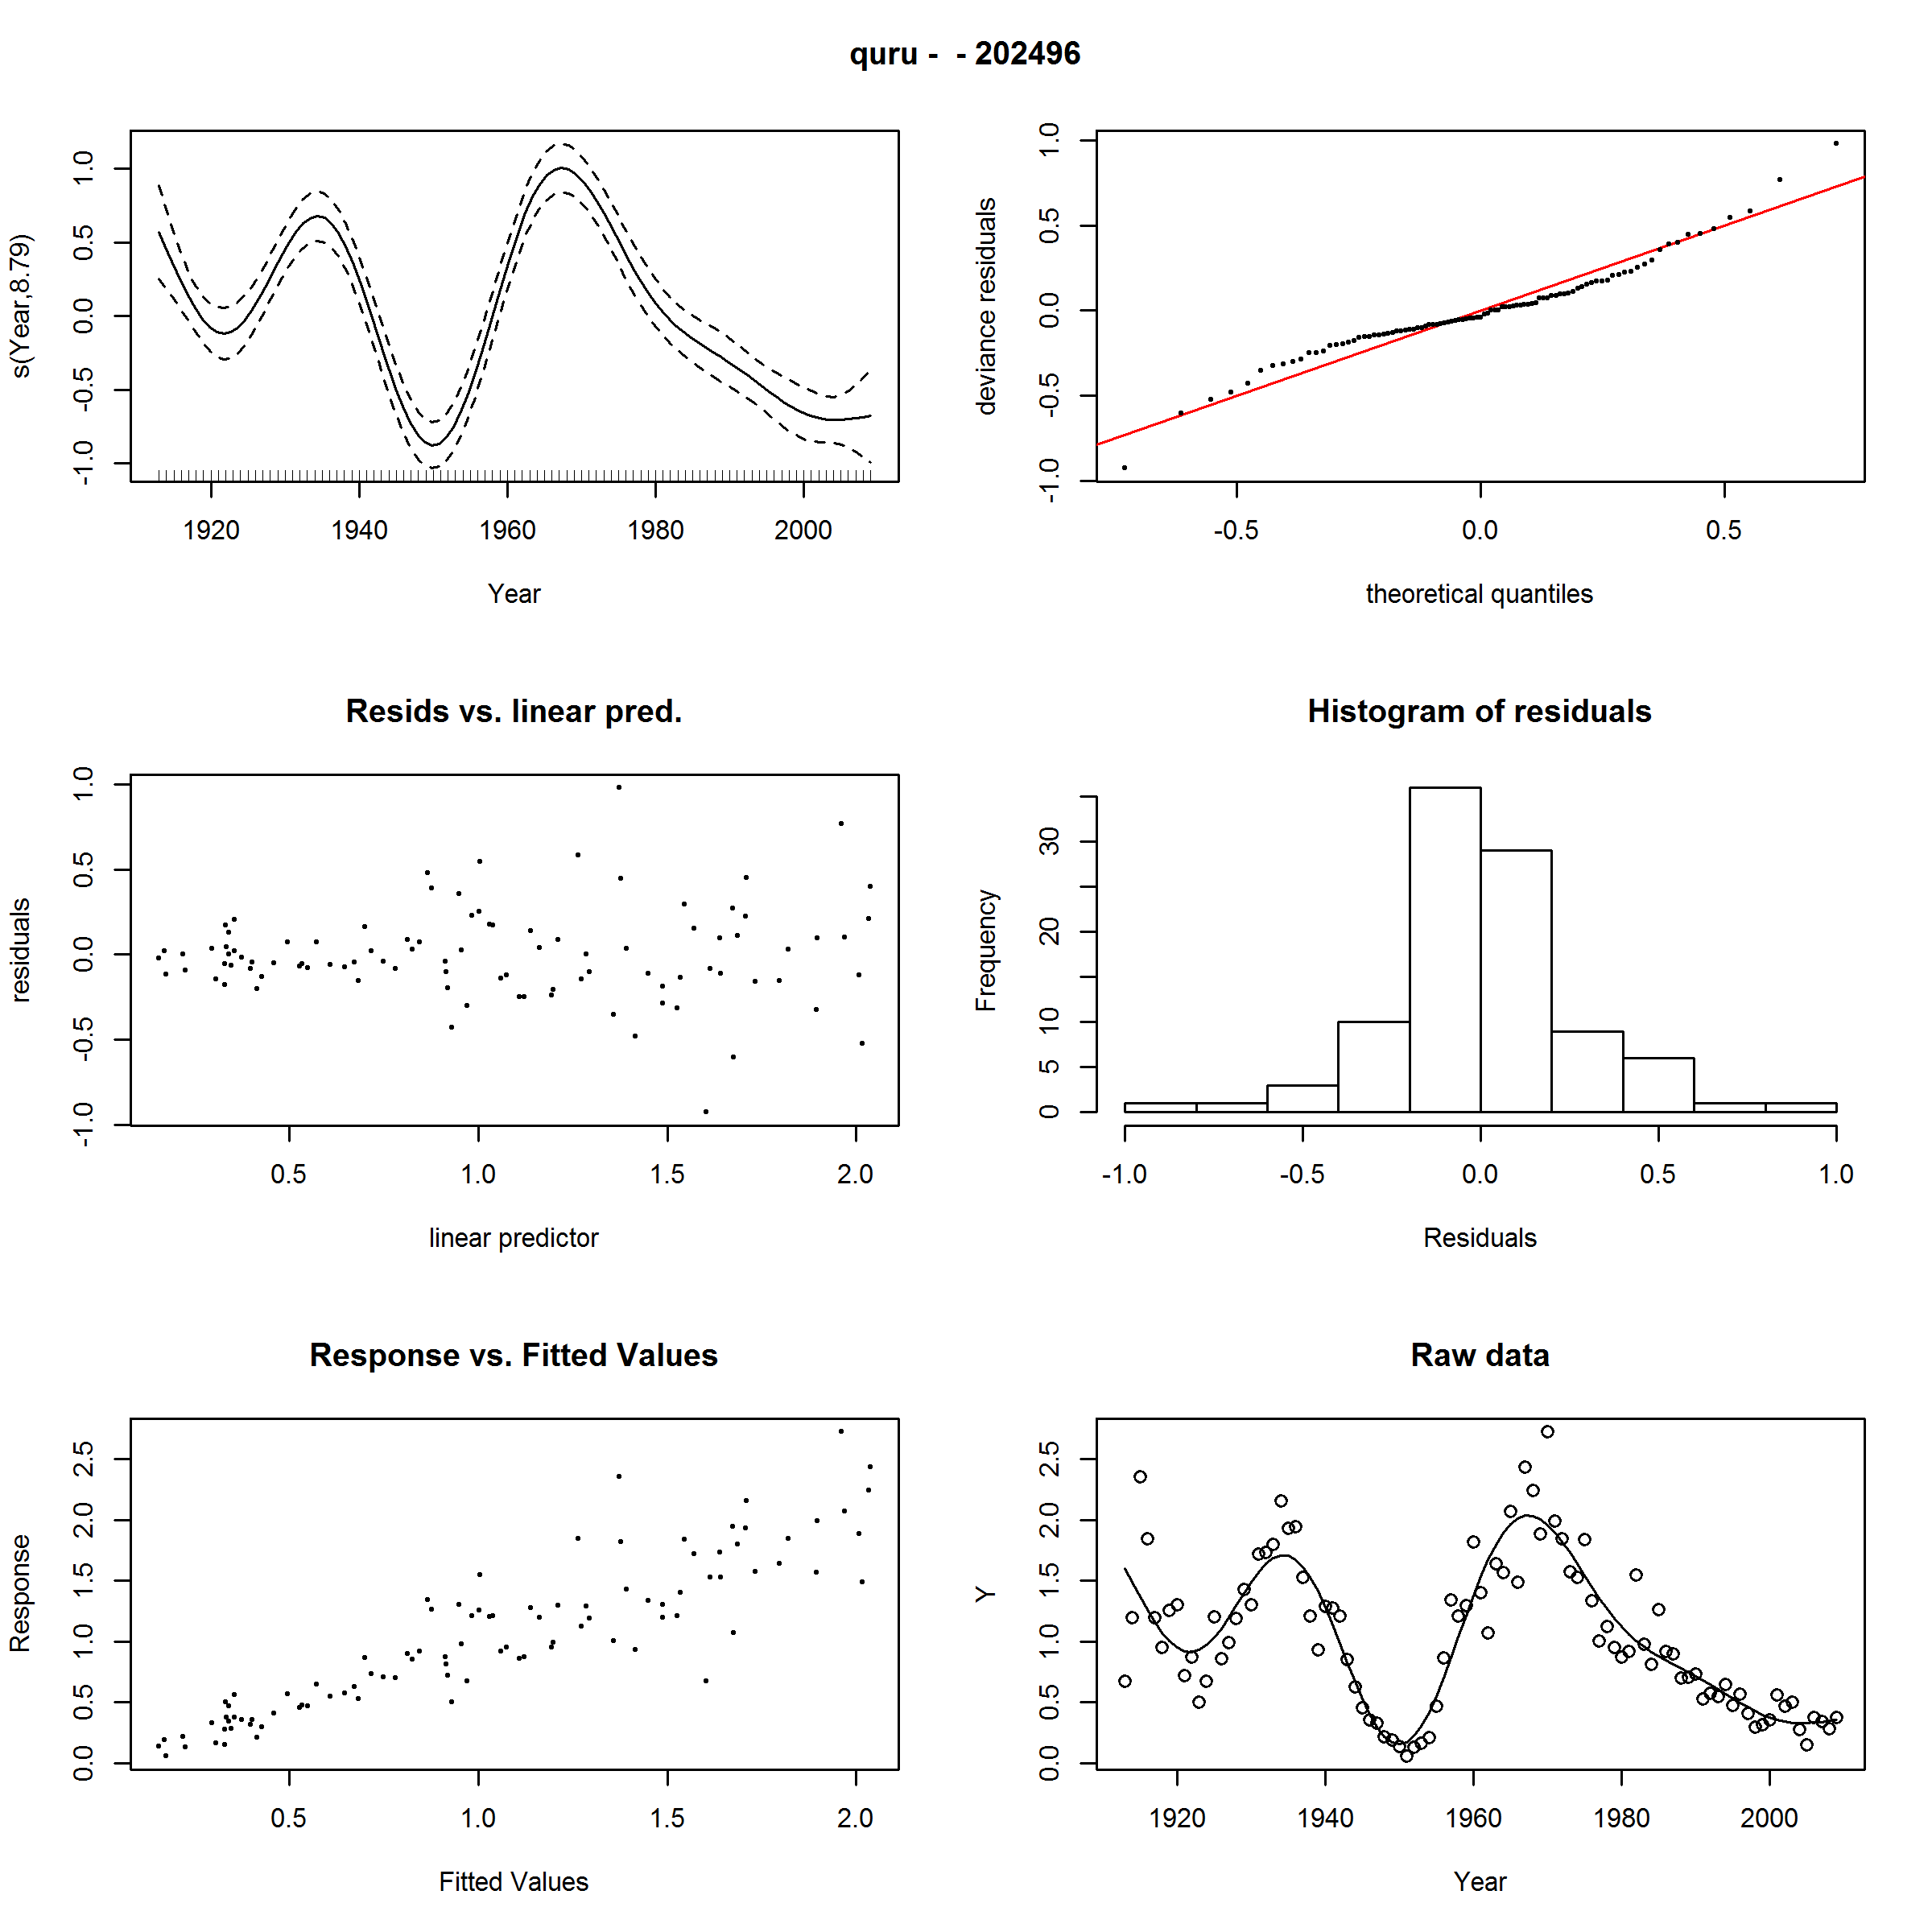 quru -  - 202496
s(Year,8.79)
-1.0 -0.5 0.0 0.5 1.0
1920 1940 1960 1980 2000
Year
deviance residuals
-1.0 -0.5 0.0 0.5 1.0
-0.5 0.0 0.5
theoretical quantiles
Resids vs. linear pred.
residuals
-1.0 -0.5 0.0 0.5 1.0
0.5 1.0 1.5 2.0
linear predictor
Histogram of residuals
Frequency
0 5 10 20 30
-1.0 -0.5 0.0 0.5 1.0
Residuals
Response vs. Fitted Values
Response
0.0 0.5 1.0 1.5 2.0 2.5
0.5 1.0 1.5 2.0
Fitted Values
Raw data
Y
0.0 0.5 1.0 1.5 2.0 2.5
1920 1940 1960 1980 2000
Year